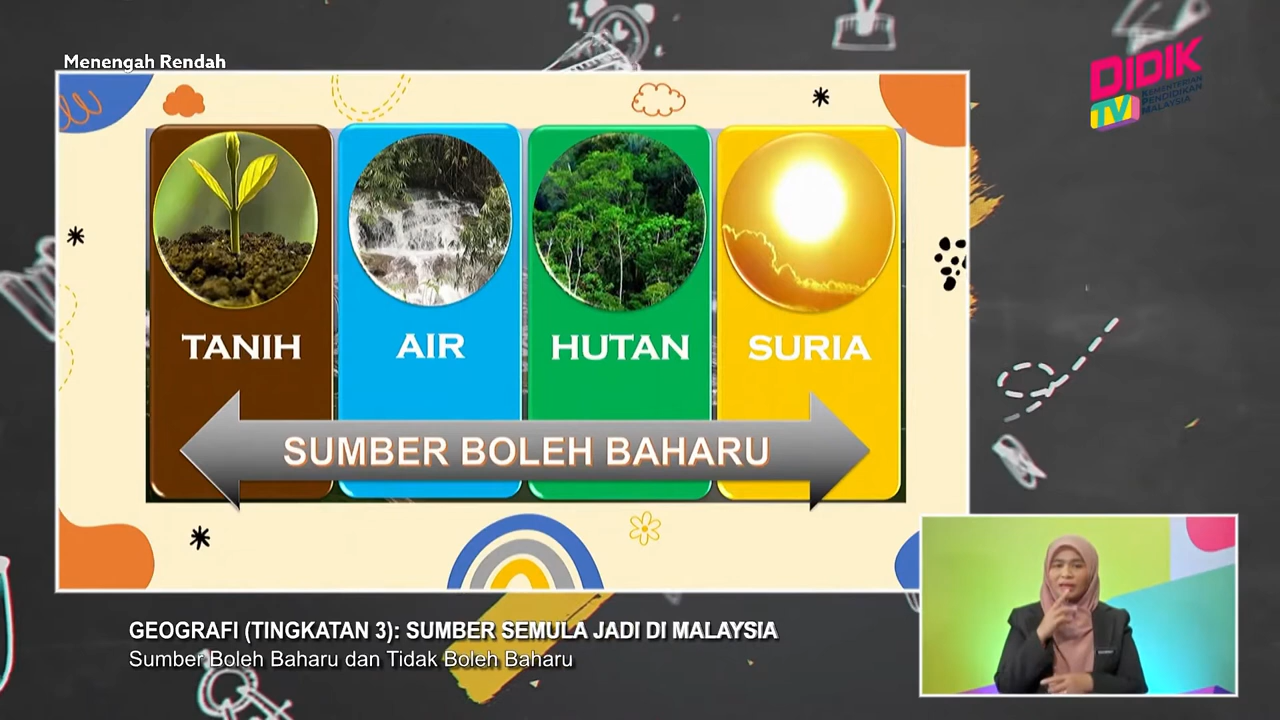 Menengah Rendah
DIDIK
TV
KEMENTERIAN
PENDIDIKAN
MALAYSIA
TANIH
AIR
HUTAN
SURIA
SUMBER BOLEH BAHARU
GEOGRAFI (TINGKATAN 3): SUMBER SEMULA JADI DI MALAYSIA
Sumber Boleh Baharu dan Tidak Boleh Baharu